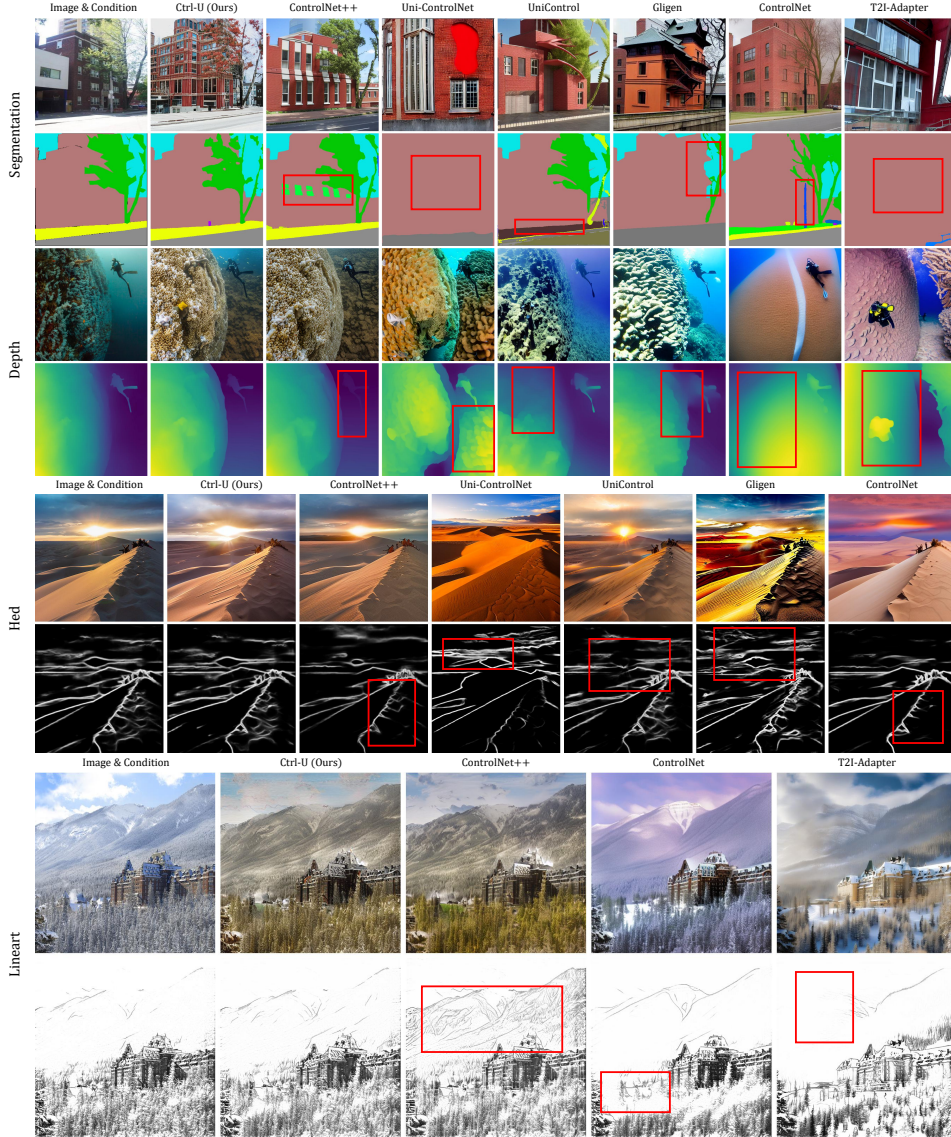 Image & Condition Ctrl-U (Ours) ControlNet++ Uni-ControlNet UniControl Gligen ControlNet T2I-Adapter
Segmentation
Depth
Image & Condition Ctrl-U (Ours) ControlNet++ Uni-ControlNet UniControl Gligen ControlNet
Hed
Image & Condition Ctrl-U (Ours) ControlNet++ ControlNet T2I-Adapter
Lineart